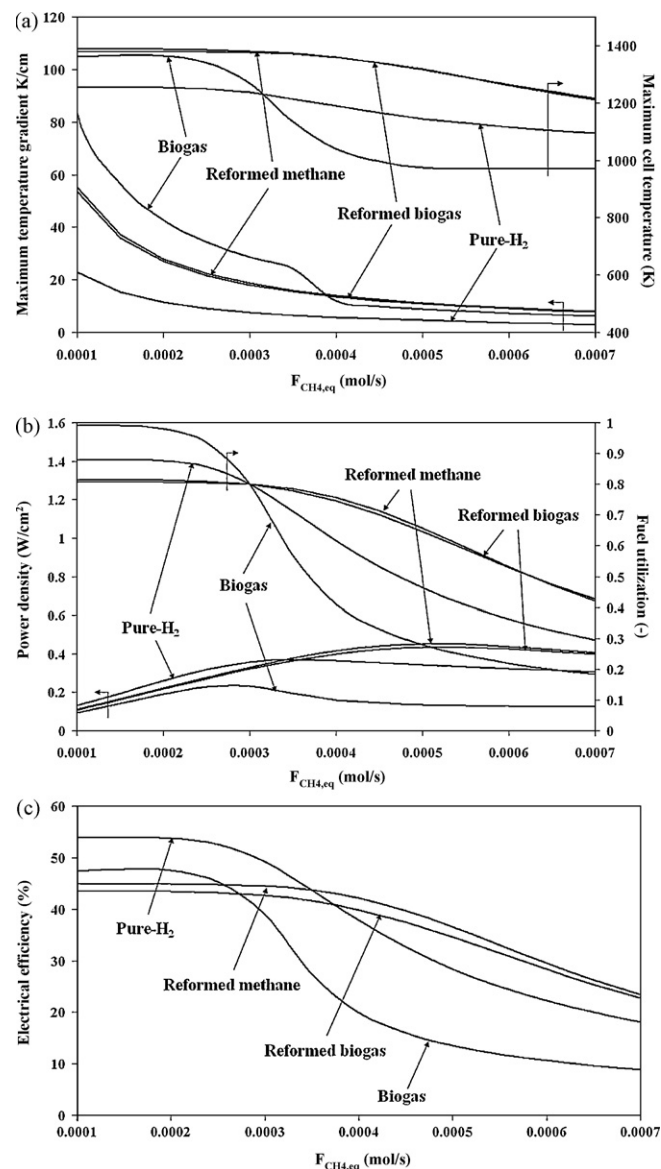 (a)
Maximum temperature gradient K/cm
120
100
80
60
40
20
0
Biogas
Reformed methane
Reformed biogas
Pure-H2
1400
1200
1000
800
600
400
Maximum cell temperature (K)
0.0001 0.0002 0.0003 0.0004 0.0005 0.0006 0.0007
FCH4,eq (mol/s)
(b)
Power density (W/cm²)
1.6
1.4
1.2
1
0.8
0.6
0.4
0.2
0
Reformed methane
Reformed biogas
Biogas
Pure-H2
1
0.9
0.8
0.7
0.6
0.5
0.4
0.3
0.2
0.1
0
Fuel utilization (-)
0.0001 0.0002 0.0003 0.0004 0.0005 0.0006 0.0007
FCH4,eq (mol/s)
(c)
Electrical efficiency (%)
60
50
40
30
20
10
0
Pure-H2
Reformed methane
Reformed biogas
Biogas
0.0001 0.0002 0.0003 0.0004 0.0005 0.0006 0.0007
FCH4,eq (mol/s)